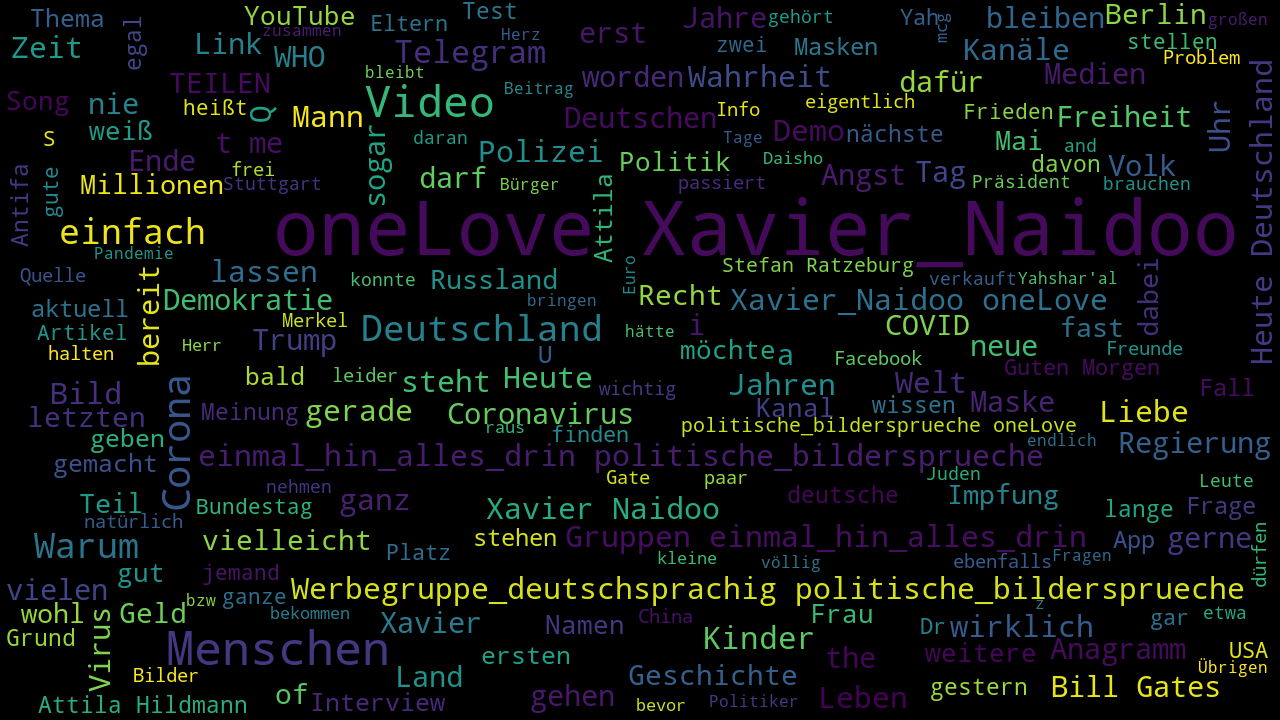 Thema
egal
YouTube
zusammen
Eltern
Test
Herz
erst
Jahre
gehört
Yah
mcg
bleiben
Berlin
großen
Zeit
Link
WHO
Telegram
zwei
Masken
Kanäle
stellen
Problem
TEILEN
bleibt
Beitrag
worden
Wahrheit
dafür
Medien
Heute Deutschland
Song
nie
heißt
Q
Mann
Video
Deutschen
Info
eigentlich
Frieden
Freiheit
Uhr
S
weiß
t me
sogar
daran
Polizei
Tage
Demo
nächste
Mai
and
Antifa
gute
Ende
frei
Politik
Daisho
davon
Volk
Millionen
Stuttgart
darf
Bürger
Attila
passiert
Angst
Tag
Präsident
brauchen
einfach
oneLove Xavier_Naidoo
Pandemie
Quelle
bereit
lassen
konnte
Russland
Euro
Stefan Ratzeburg
verkauft
Yahshar'al
dabei
aktuell
Demokratie
bringen
Recht
Xavier_Naidoo oneLove
Artikel
Merkel
Deutschland
hätte
i
COVID
fast
halten
Herr
Trump
U
möchte
a
Facebook
neue
Freunde
Bild
Corona
bald
leider
steht
Heute
wichtig
Jahren
Welt
Guten Morgen
Fall
letzten
Meinung
gerade
Coronavirus
raus
Kanal
wissen
Maske
Liebe
geben
finden
politische_bildersprueche oneLove
endlich
Regierung
gemacht
einmal_hin_alles_drin politische_bildersprueche
nehmen
Gate
paar
Juden
Leute
Teil
natürlich
Bundestag
ganz
Xavier Naidoo
deutsche
Impfung
lange
Frage
Warum
vielleicht
Platz
stehen
Gruppen einmal_hin_alles_drin
App
gerne
kleine
völlig
ebenfalls
Fragen
dürfen
vielen
gut
jemand
bzw
ganze
Werbegruppe_deutschsprachig politische_bildersprueche
wohl
Virus
Geld
bekommen
Xavier
Namen
China
Frau
z
gar
etwa
Grund
Menschen
Kinder
Dr
wirklich
ersten
the
weitere
Anagramm
USA
Bilder
Land
Geschichte
Übrigen
Attila Hildmann
of
Interview
gehen
bevor
Politiker
Leben
gestern
Bill Gates